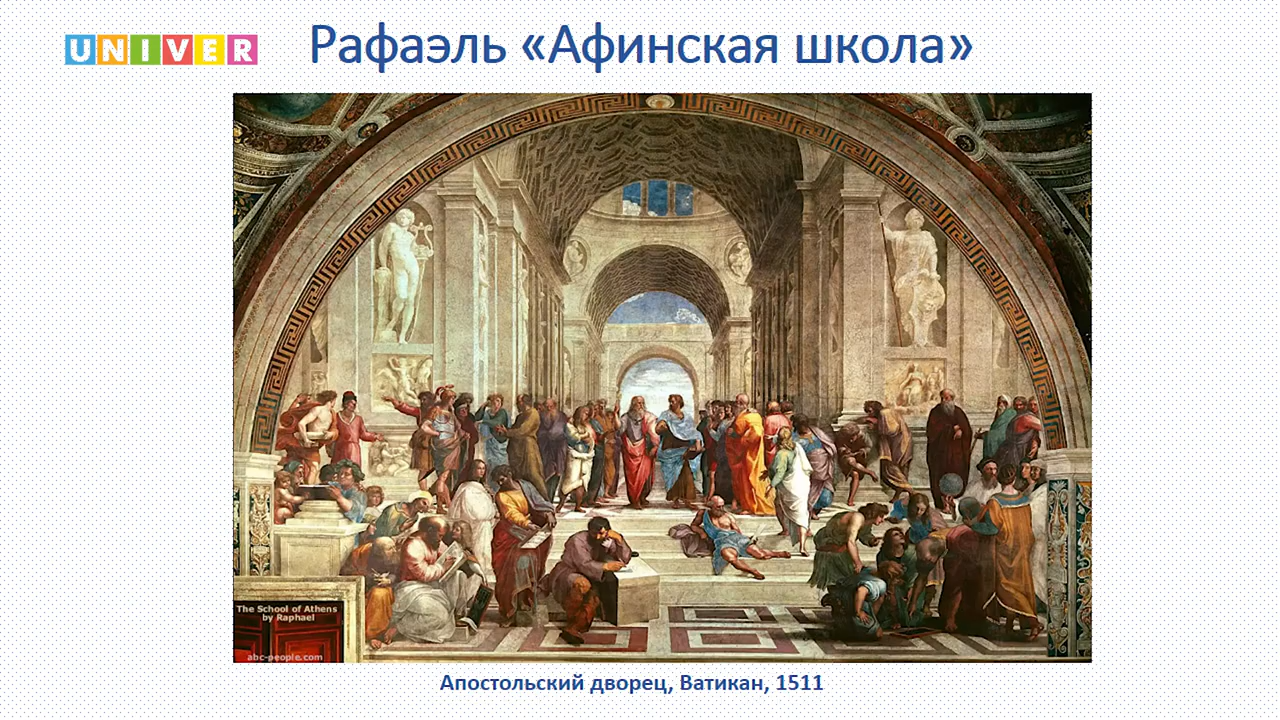 UNIVER
Рафаэль «Афинская школа»
The School of Athens
by Raphael
abc-people.com
Апостольский дворец, Ватикан, 1511